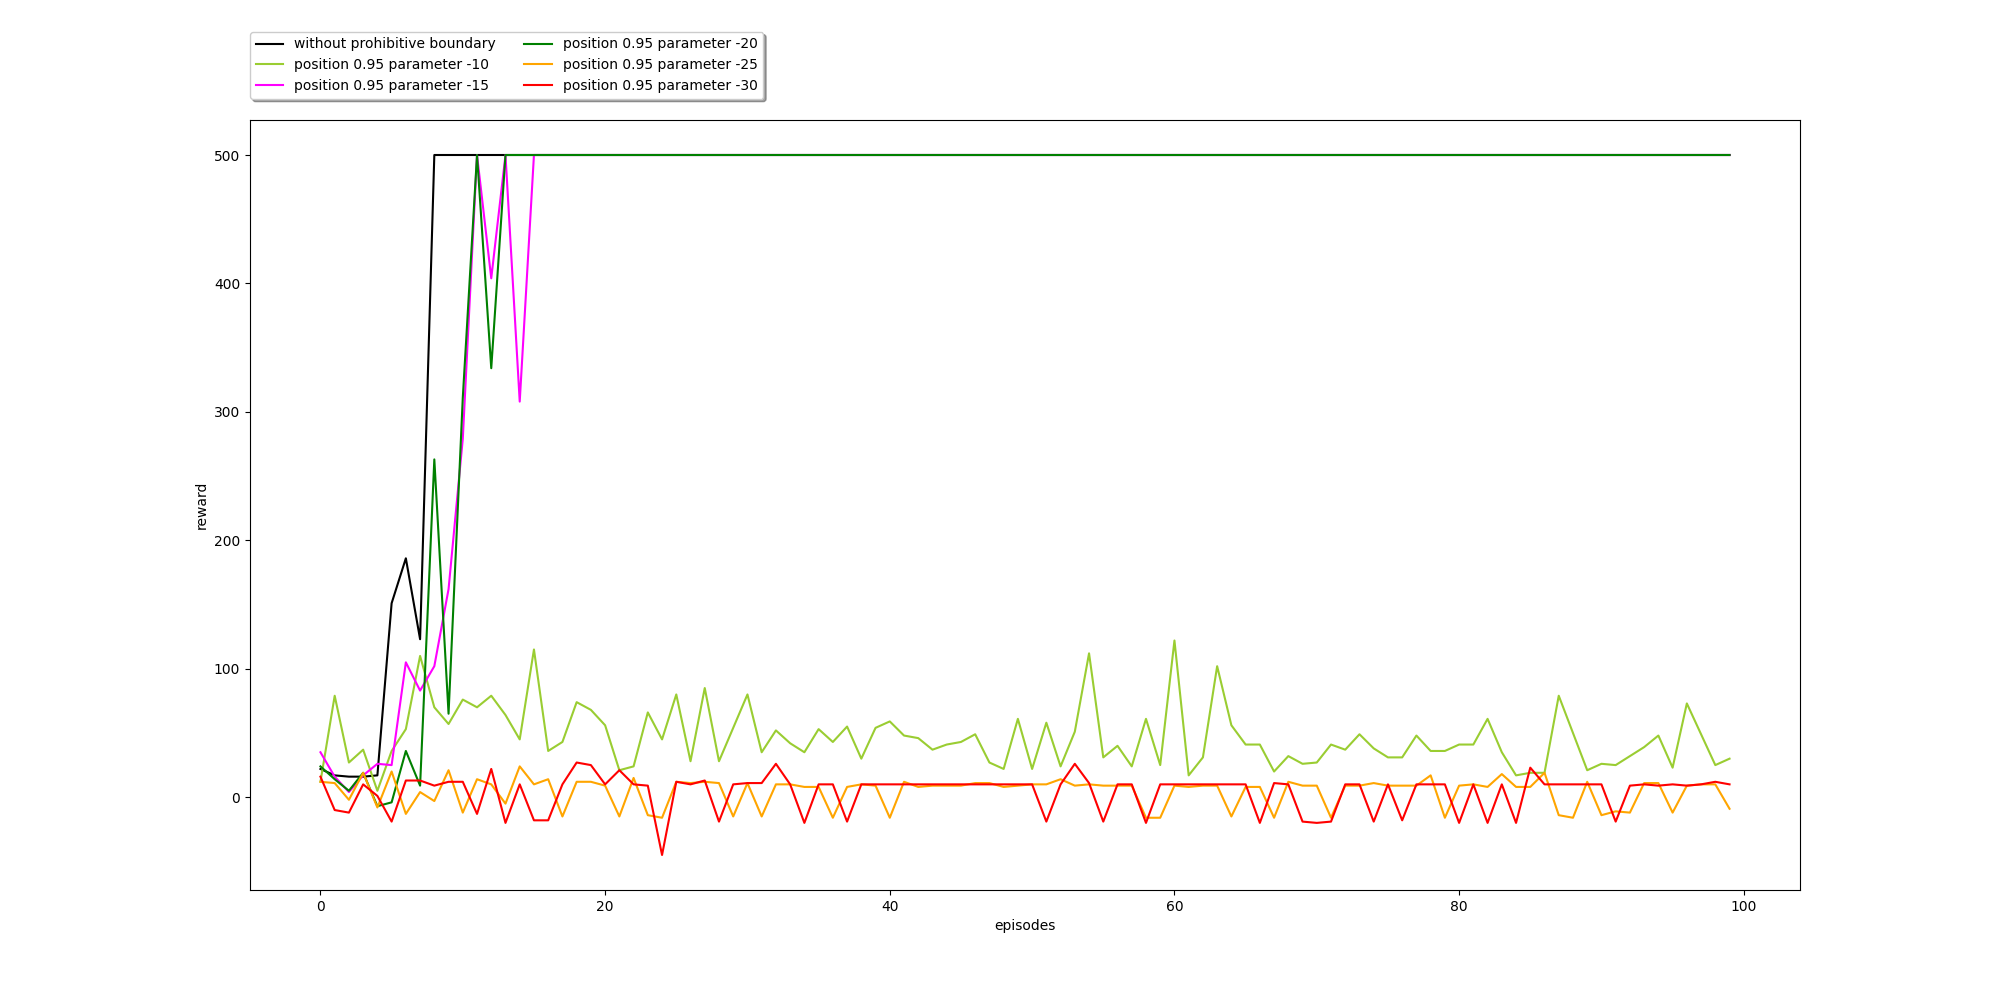 without prohibitive boundary
position 0.95 parameter -10
position 0.95 parameter -15
position 0.95 parameter -20
position 0.95 parameter -25
position 0.95 parameter -30
500
400
300
200
100
0
reward
0 20 40 60 80 100
episodes